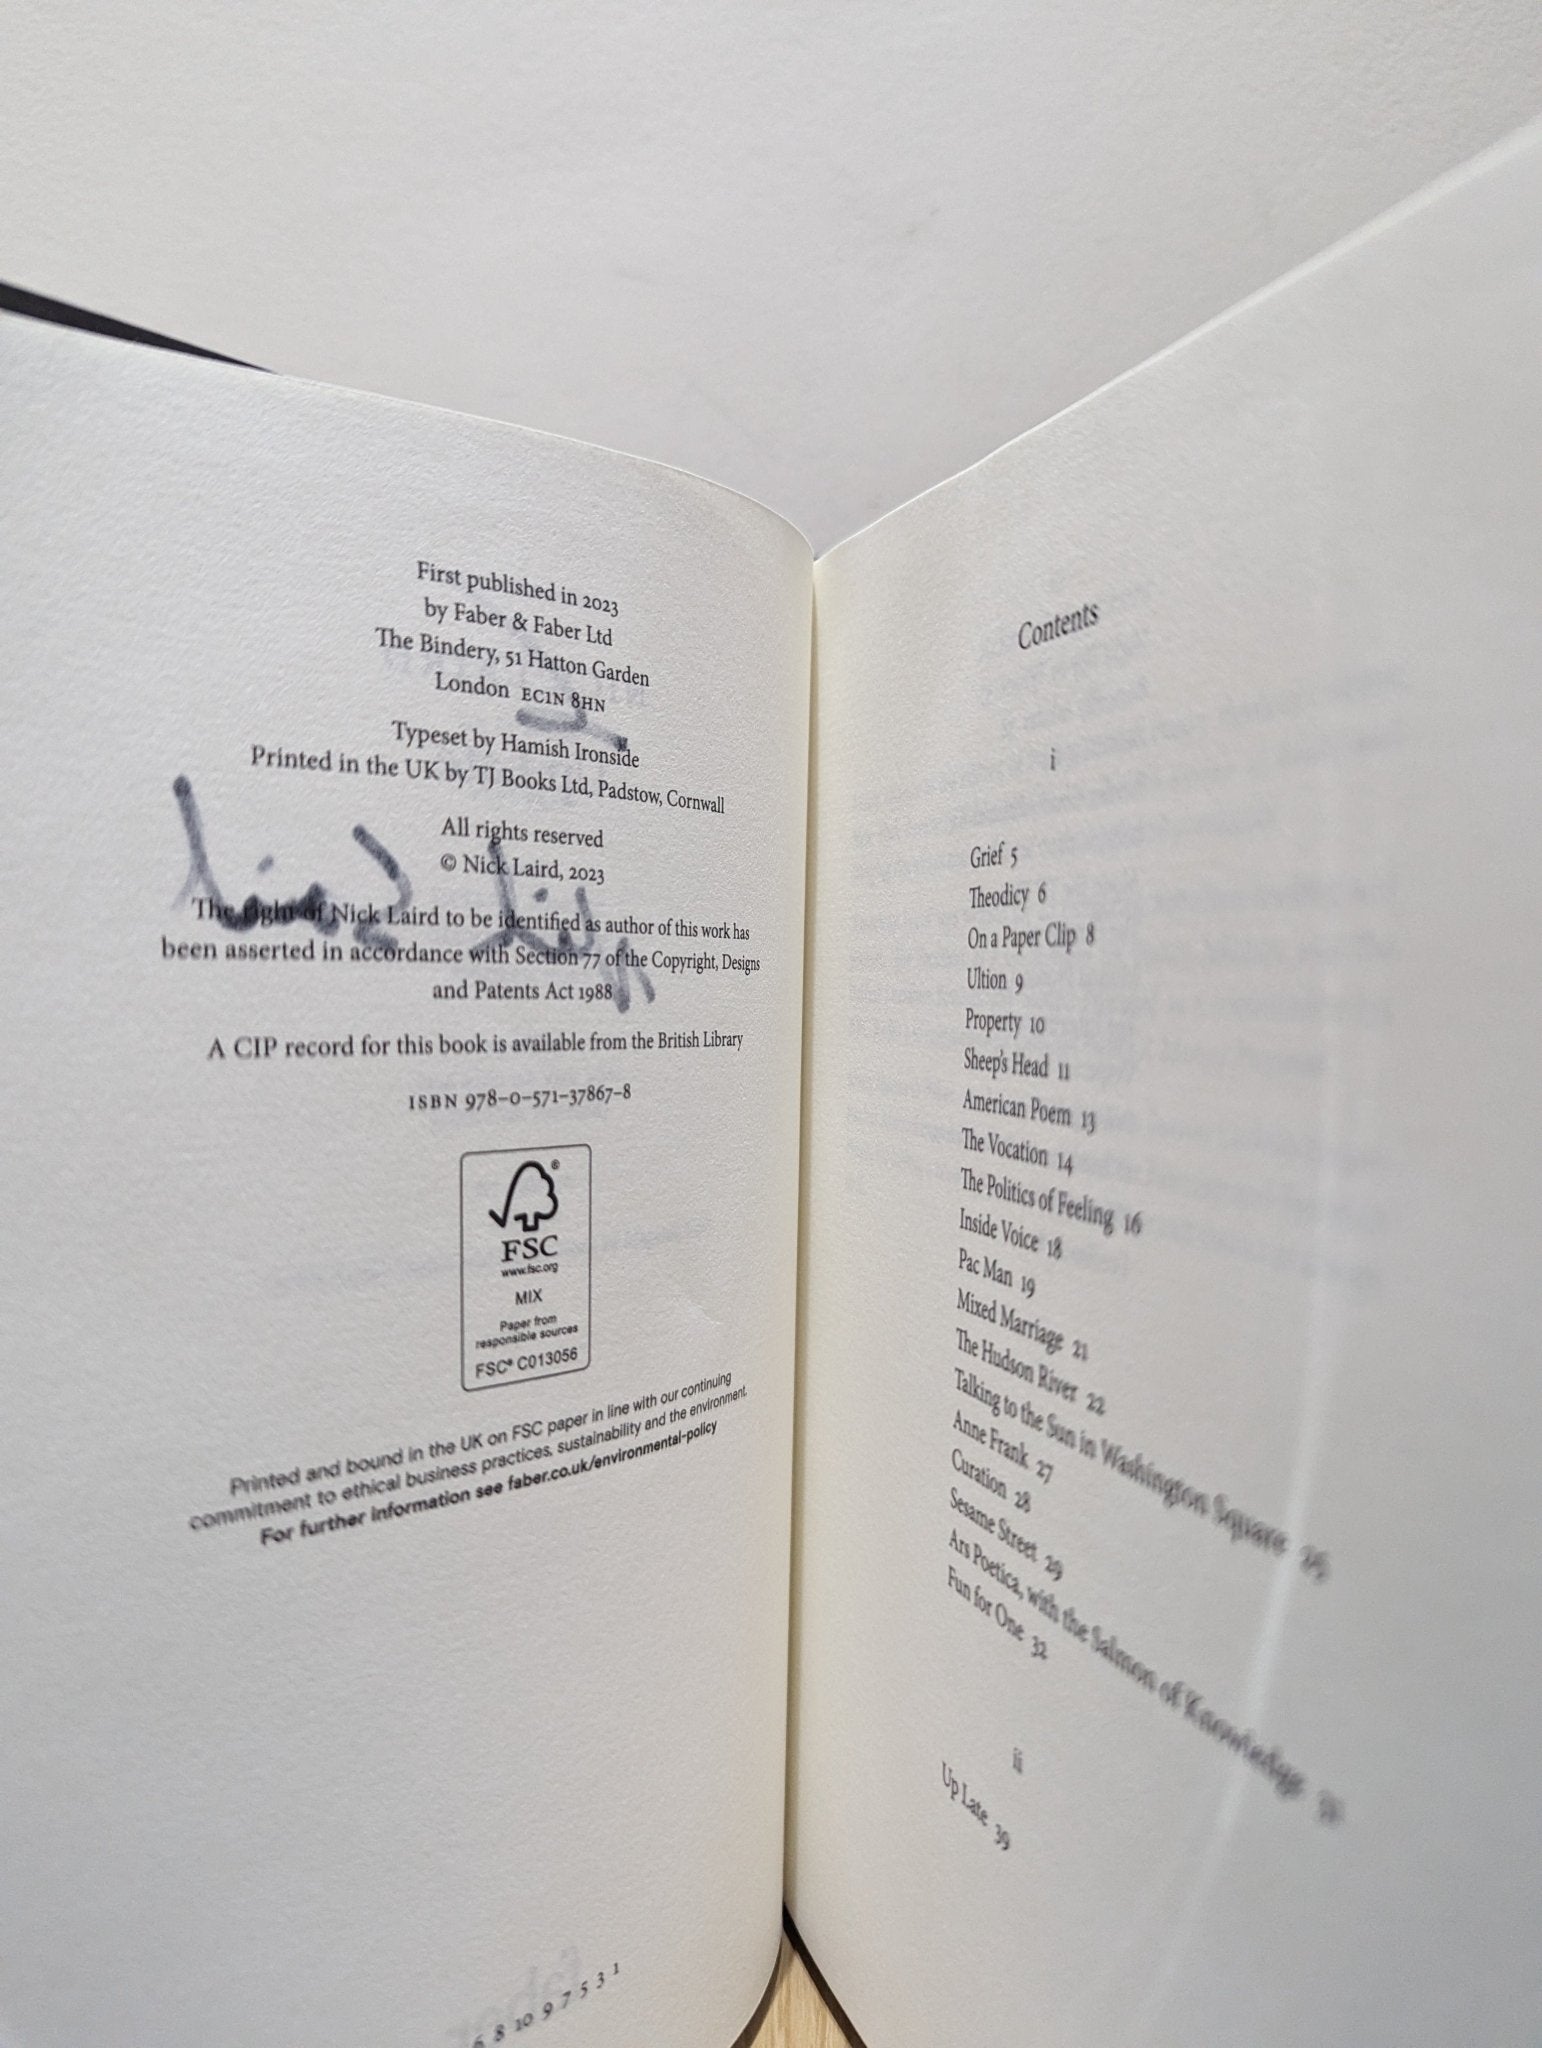 First published in 2023
by Faber & Faber Ltd
The Bindery, 51 Hatton Garden
London EC1N 8HN
Typeset by Hamish Ironside
Printed in the UK by TJ Books Ltd, Padstow, Cornwall
All rights reserved
© Nick Laird, 2023
The right of Nick Laird to be identified as author of this work has
been asserted in accordance with Section 77 of the Copyright, Designs
and Patents Act 1988
A CIP record for this book is available from the British Library
ISBN 978–0–571–37867–8
®
FSC
www.fsc.org
MIX
Paper from
responsible sources
FSC® C013056
Printed and bound in the UK on FSC paper in line with our continuing
commitment to ethical business practices, sustainability and the environment.
For further information see faber.co.uk/environmental-policy
6 8 10 9 7 5 3 1
Contents
i
Grief 5
Theodicy 6
On a Paper Clip 8
Ultion 9
Property 10
Sheep's Head 11
American Poem 13
The Vocation 14
The Politics of Feeling 16
Inside Voice 18
Pac Man 19
Mixed Marriage 21
The Hudson River 22
Talking to the Sun in Washington Square 25
Anne Frank 27
Curation 28
Sesame Street 29
Ars Poetica, with the Salmon of Knowledge
Fun for One 32
ii
Up Late 39